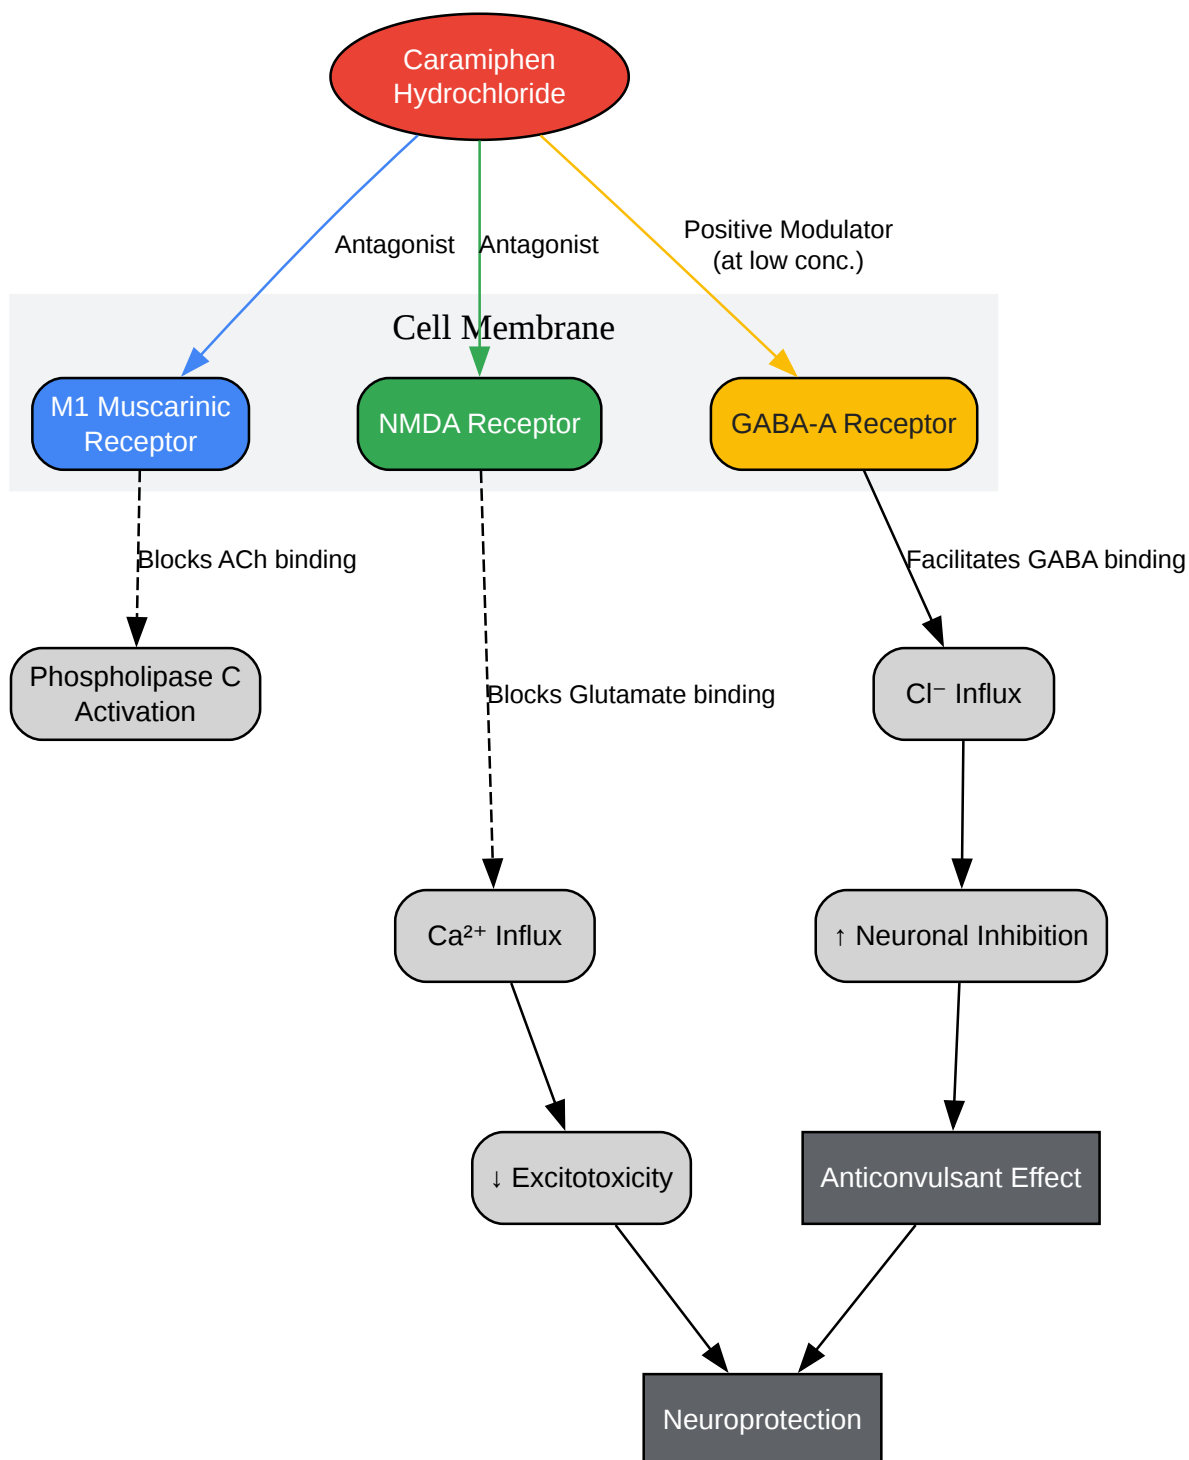 Caramiphen
Hydrochloride
Antagonist
Antagonist
Positive Modulator
(at low conc.)
Cell Membrane
M1 Muscarinic
Receptor
NMDA Receptor
GABA-A Receptor
Blocks ACh binding
Facilitates GABA binding
Phospholipase C
Activation
Blocks Glutamate binding
Cl⁻ Influx
Ca²⁺ Influx
↑ Neuronal Inhibition
↓ Excitotoxicity
Anticonvulsant Effect
Neuroprotection